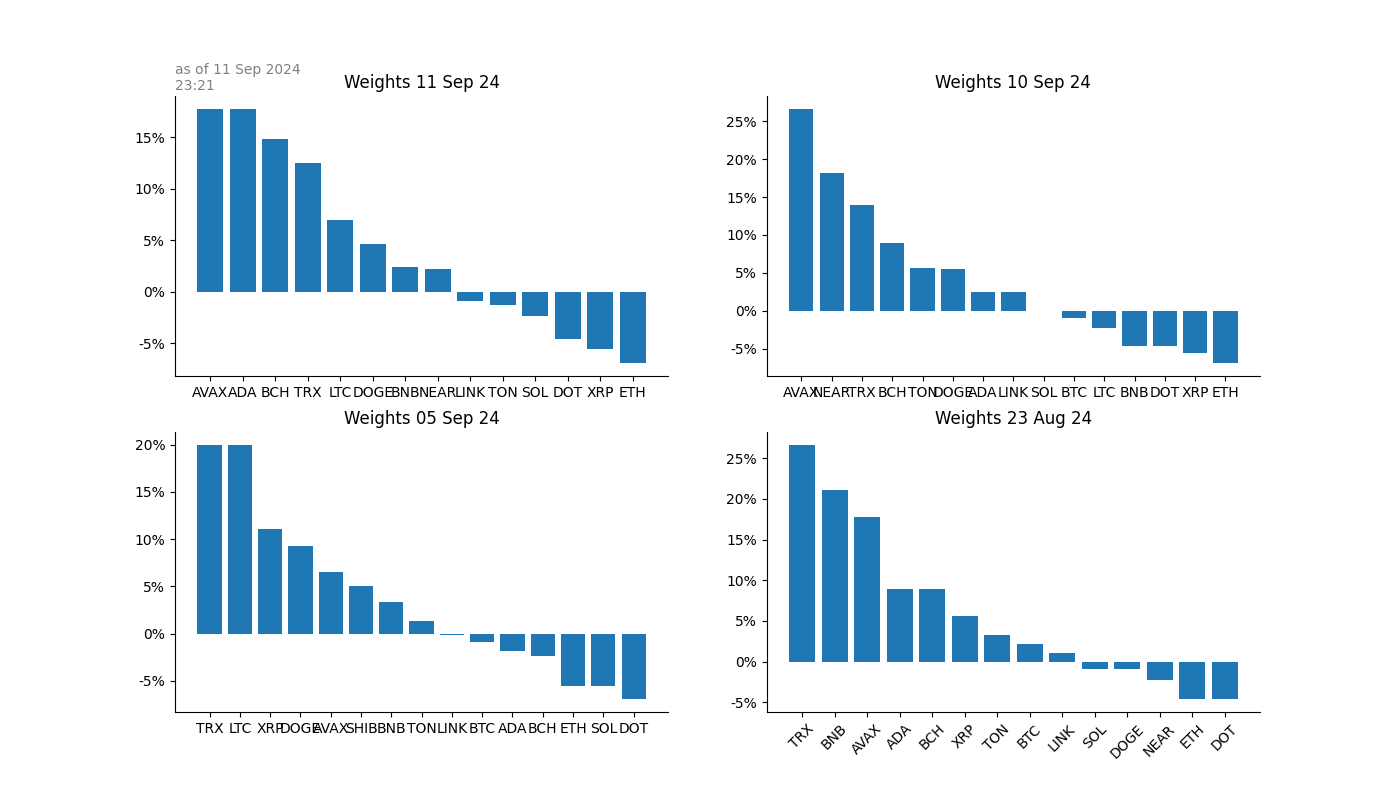 as of 11 Sep 2024
23:21
Weights 11 Sep 24
15%
10%
5%
0%
-5%
AVAX ADA BCH TRX LTC DOGE BNB NEAR LINK TON SOL DOT XRP ETH
Weights 10 Sep 24
25%
20%
15%
10%
5%
0%
-5%
AVAX NEAR TRX BCH TON DOGE ADA LINK SOL BTC LTC BNB DOT XRP ETH
Weights 05 Sep 24
20%
15%
10%
5%
0%
-5%
TRX LTC XRP DOGE AVAX SHIB BNB TON LINK BTC ADA BCH ETH SOL DOT
Weights 23 Aug 24
25%
20%
15%
10%
5%
0%
-5%
TRX BNB AVAX ADA BCH XRP TON BTC LINK SOL DOGE NEAR ETH DOT